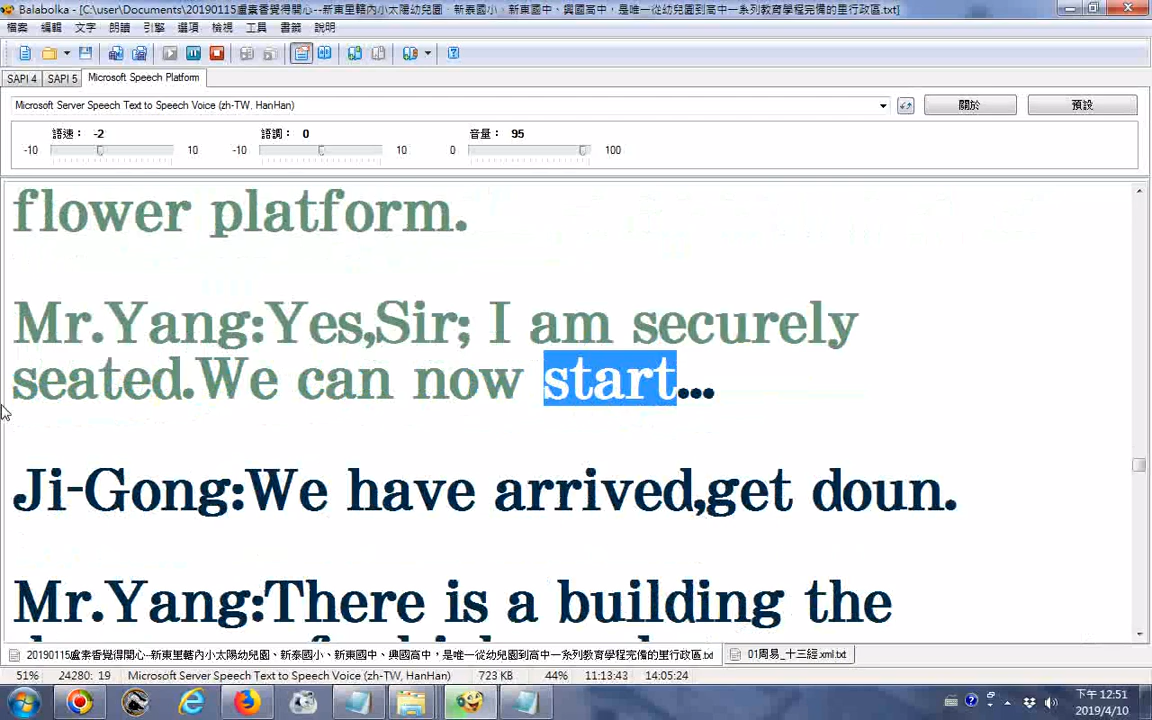 Balabolka - [C:\user\Documents\20190115盧素香覺得開心--新東里轄內小太陽幼兒園、新泰國小、新東國中、興國高中，是唯一從幼兒園到高中一系列教育學程完備的里行政區.txt]
檔案 編輯 文字 朗讀 引擎 選項 檢視 工具 書籤 說明
SAPI 4 SAPI 5 Microsoft Speech Platform
Microsoft Server Speech Text to Speech Voice (zh-TW, HanHan) 關於 預設
語速： -2 語調： 0 音量： 95
-10 10 -10 10 0 100
flower platform.
Mr.Yang:Yes,Sir; I am securely
seated.We can now start...
Ji-Gong:We have arrived,get doun.
Mr.Yang:There is a building the
20190115盧素香覺得開心--新東里轄內小太陽幼兒園、新泰國小、新東國中、興國高中，是唯一從幼兒園到高中一系列教育學程完備的里行政區.txt 01周易_十三經.xml.txt
51% 24280: 19 Microsoft Server Speech Text to Speech Voice (zh-TW, HanHan) 723 KB 44% 11:13:43 14:05:24
下午 12:51
2019/4/10